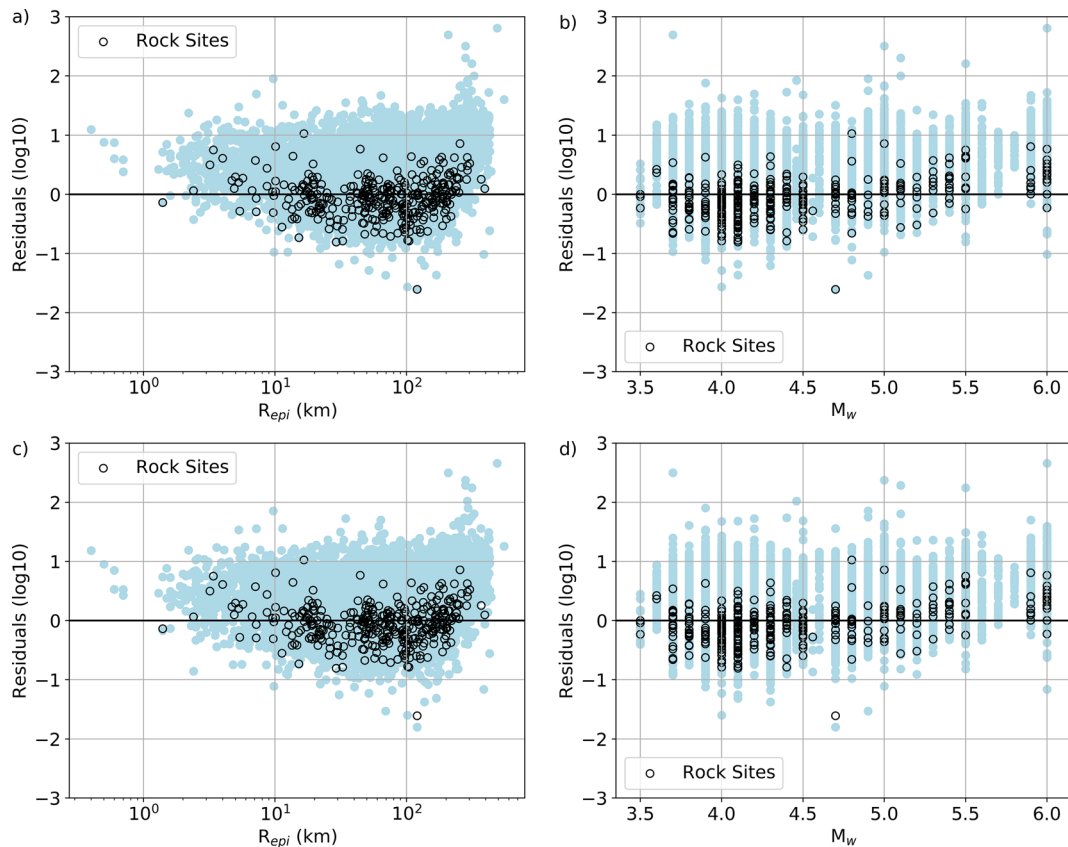 a)
Rock Sites
Residuals (log10)
3
2
1
0
−1
−2
−3
10^0
10^1
10^2
R_epi (km)
b)
Rock Sites
Residuals (log10)
3
2
1
0
−1
−2
−3
3.5
4.0
4.5
5.0
5.5
6.0
M_w
c)
Rock Sites
Residuals (log10)
3
2
1
0
−1
−2
−3
10^0
10^1
10^2
R_epi (km)
d)
Rock Sites
Residuals (log10)
3
2
1
0
−1
−2
−3
3.5
4.0
4.5
5.0
5.5
6.0
M_w